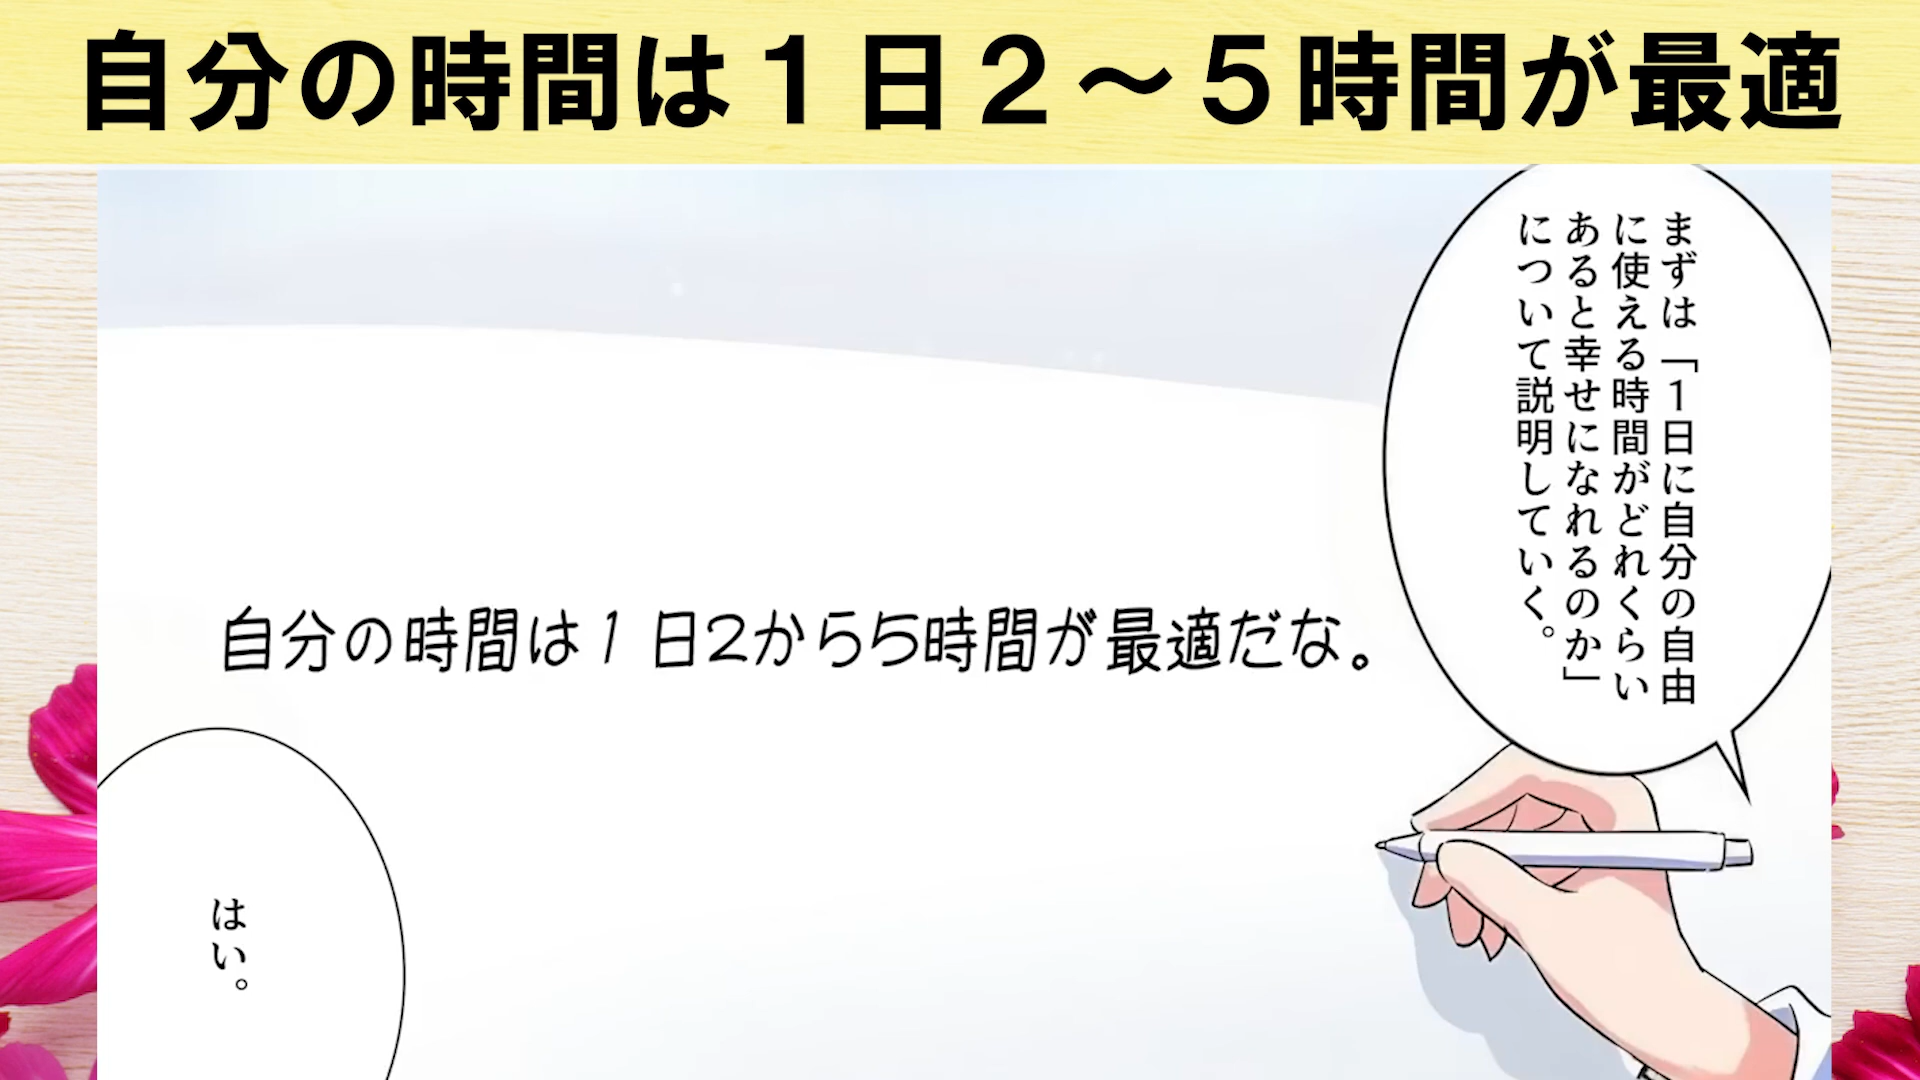 自分の時間は１日２～５時間が最適
まずは「１日に自分の自由
に使える時間がどれくらい
あると幸せになれるのか」
について説明していく。
自分の時間は１日２から５時間が最適だな。
はい。